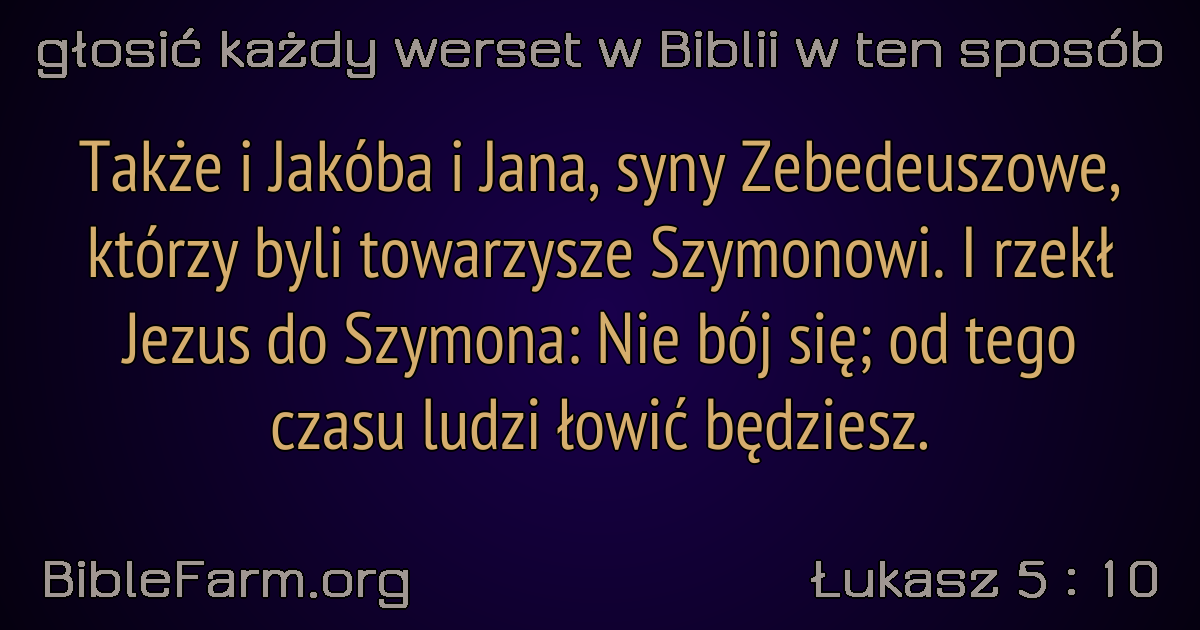 głosić każdy werset w Biblii w ten sposób
Także i Jakóba i Jana, syny Zebedeuszowe,
którzy byli towarzysze Szymonowi. I rzekł
Jezus do Szymona: Nie bój się; od tego
czasu ludzi łowić będziesz.
BibleFarm.org
Łukasz 5 : 10